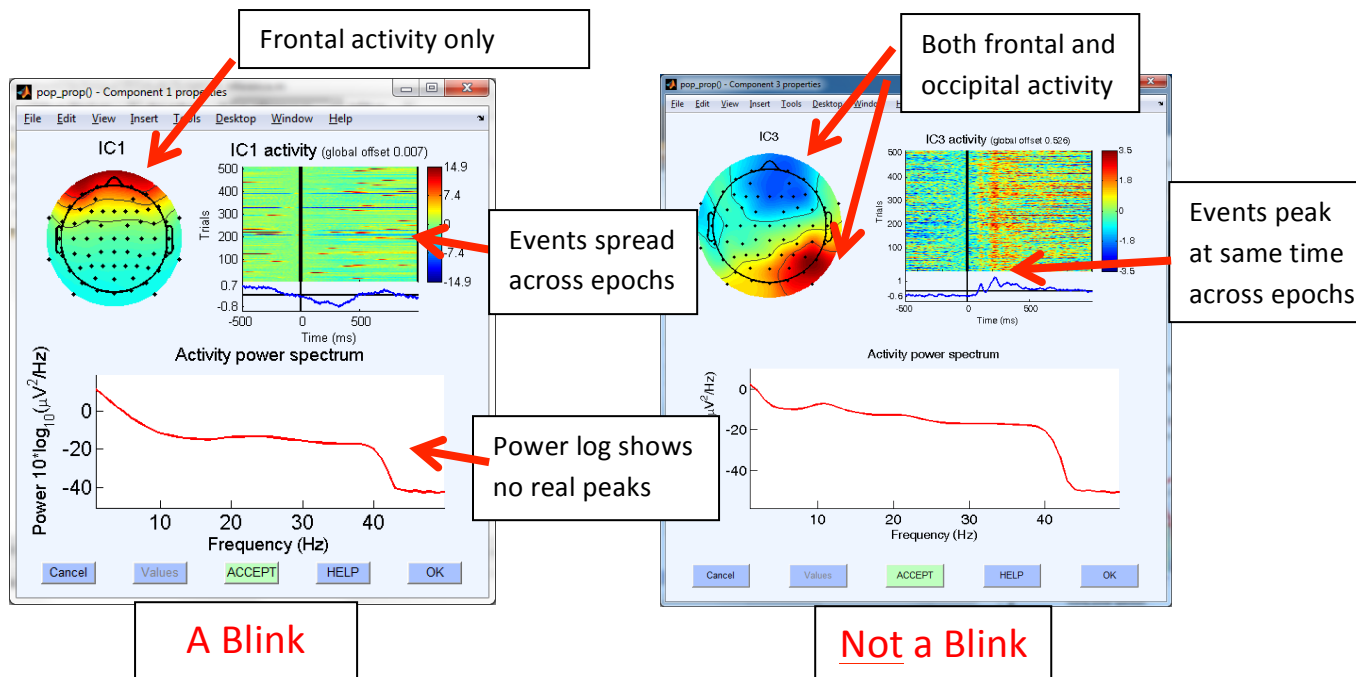 Frontal activity only
Both frontal and
occipital activity
pop_prop() - Component 1 properties
File Edit View Insert Tools Desktop Window Help
IC1
IC1 activity (global offset 0.007)
500
400
300
200
100
Trials
14.9
7.4
0
-7.4
-14.9
0.7
-0.8
-500 0 500
Time (ms)
Events spread
across epochs
Activity power spectrum
Power 10*log10(μV2/Hz)
0
-20
-40
10 20 30 40
Frequency (Hz)
Power log shows
no real peaks
Cancel Values ACCEPT HELP OK
A Blink
pop_prop() - Component 3 properties
File Edit View Insert Tools Desktop Window
IC3
IC3 activity (global offset 0.526)
500
400
300
200
100
Trials
3.5
1.8
0
-1.8
-3.5
1
-0.6
-500 0 500
Time (ms)
Events peak
at same time
across epochs
Activity power spectrum
μV2/Hz)
0
-20
-40
10 20 30 40
Frequency (Hz)
Cancel Values ACCEPT HELP OK
Not a Blink